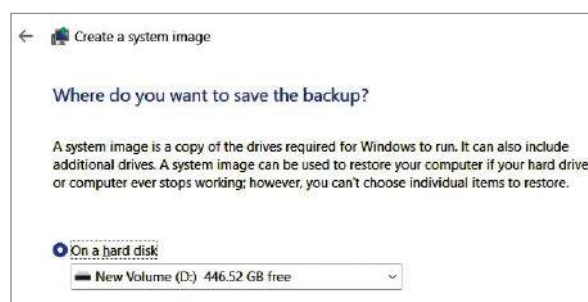 Create a system image
Where do you want to save the backup?
A system image is a copy of the drives required for Windows to run. It can also include
additional drives. A system image can be used to restore your computer if your hard drive
or computer ever stops working; however, you can't choose individual items to restore.
On a hard disk
New Volume (D:) 446.52 GB free